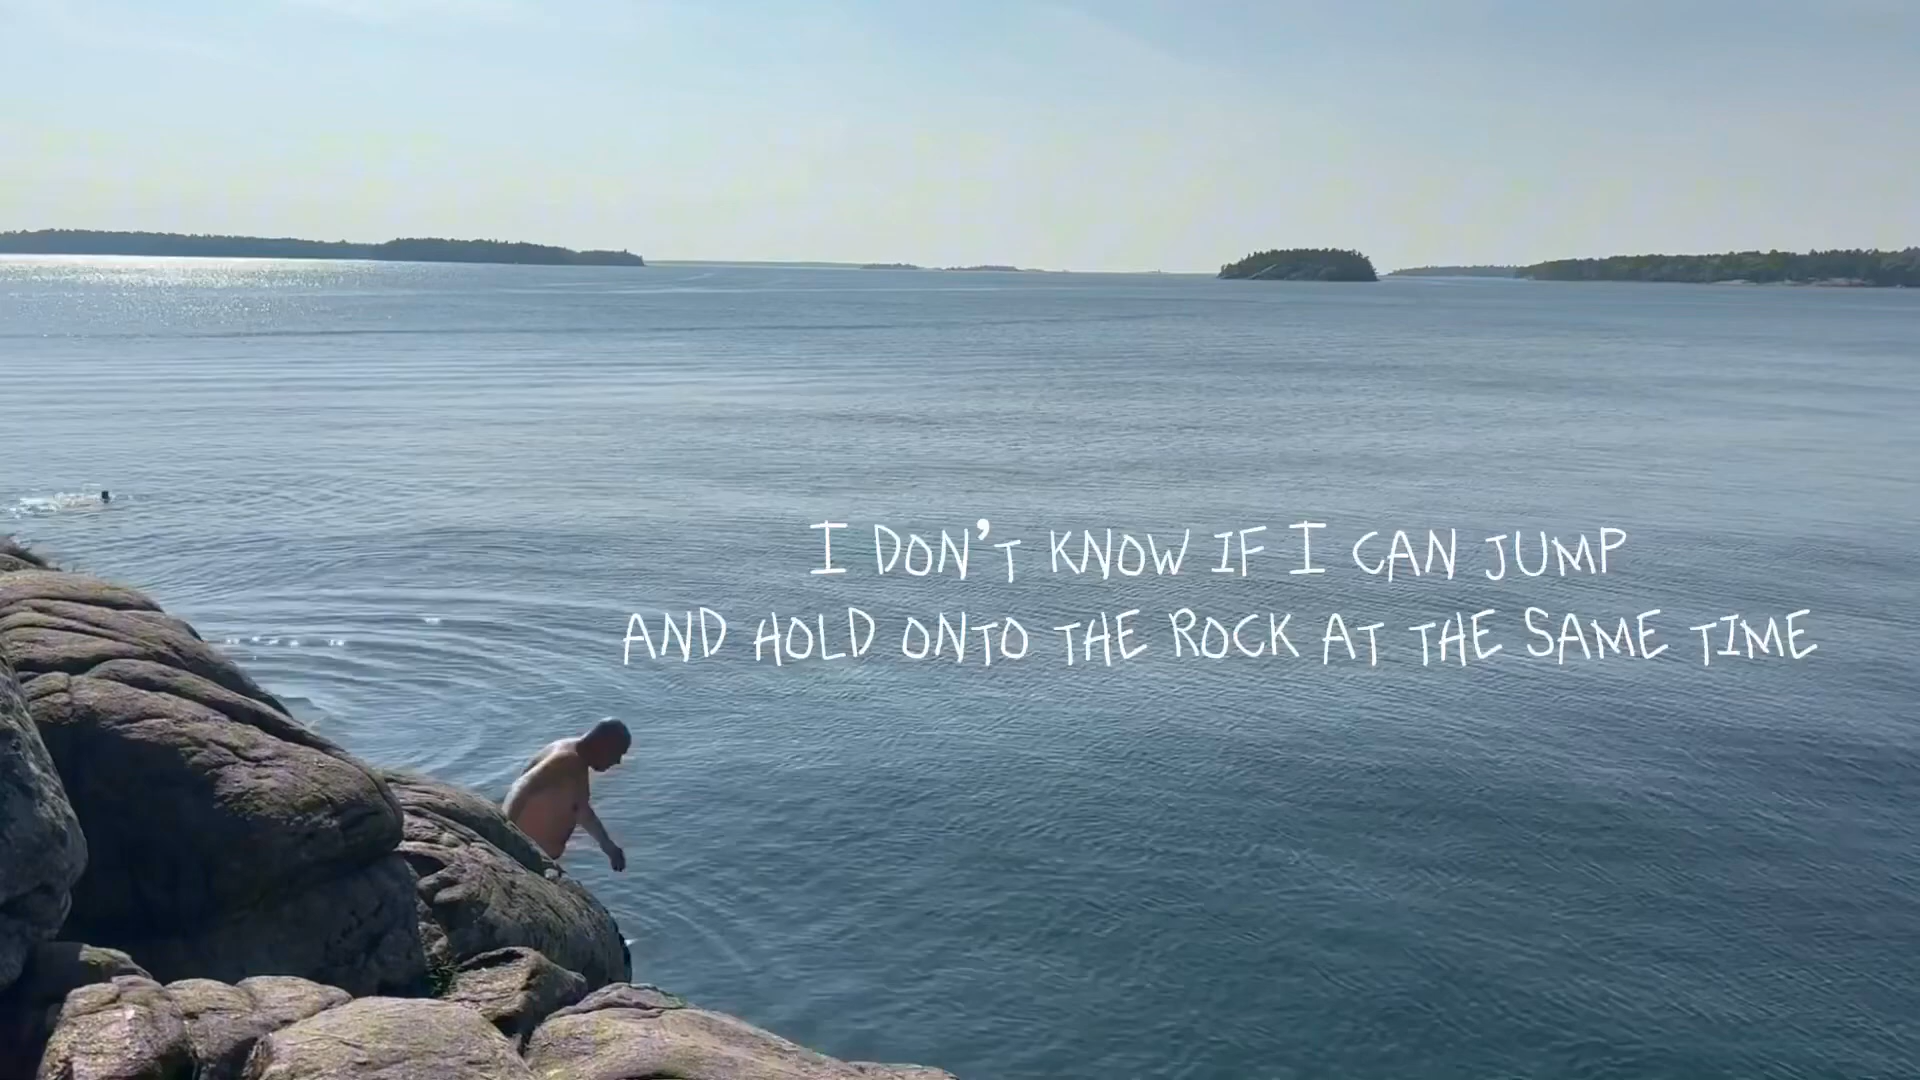 I DON'T KNOW IF I CAN JUMP
AND HOLD ONTO THE ROCK AT THE SAME TIME